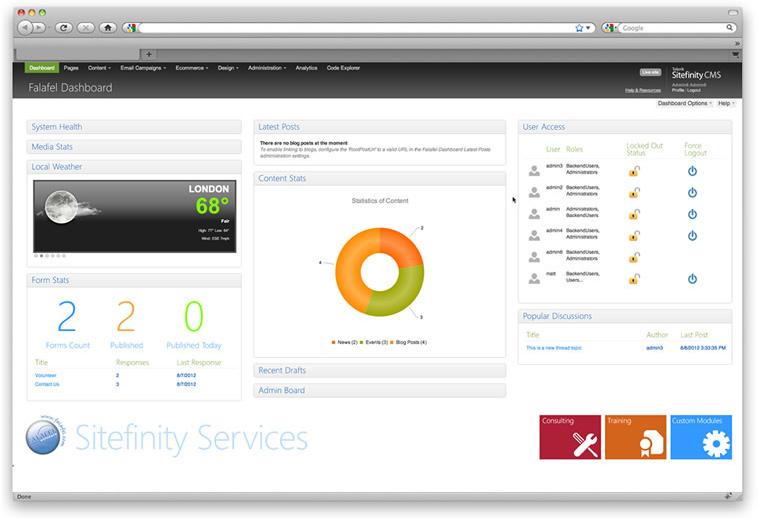 Google
Dashboard Pages Content Email Campaigns Ecommerce Design Administration Analytics Code Explorer
Live site
Telerik
Sitefinity CMS
Falafel Dashboard
Help & Resources
Profile | Logout
Dashboard Options Help
System Health
Media Stats
Local Weather
LONDON
68°
Fair
High: 77° Low: 64°
Wind: ESE 7mph
Form Stats
2 2 0
Forms Count Published Published Today
Title Responses Last Response
Volunteer 2 8/7/2012
Contact Us 3 8/7/2012
Latest Posts
There are no blog posts at the moment
To enable linking to blogs, configure the 'RootPostUrl' to a valid URL in the Falafel Dashboard Latest Posts
administration settings.
Content Stats
Statistics of Content
2
4
3
News (2) Events (3) Blog Posts (4)
Recent Drafts
Admin Board
User Access
User Roles Locked Out Status Force Logout
admin3 BackendUsers, Administrators
admin2 BackendUsers, Administrators
admin Administrators, BackendUsers
admin4 BackendUsers, Administrators
BackendUsers, Administrators
matt BackendUsers, Users...
Popular Discussions
Title Author Last Post
This is a new thread topic admin3 8/8/2012 3:33:35 PM
www.falafel.com
FALAFEL
Sitefinity Services
Consulting
Training
Custom Modules
Done